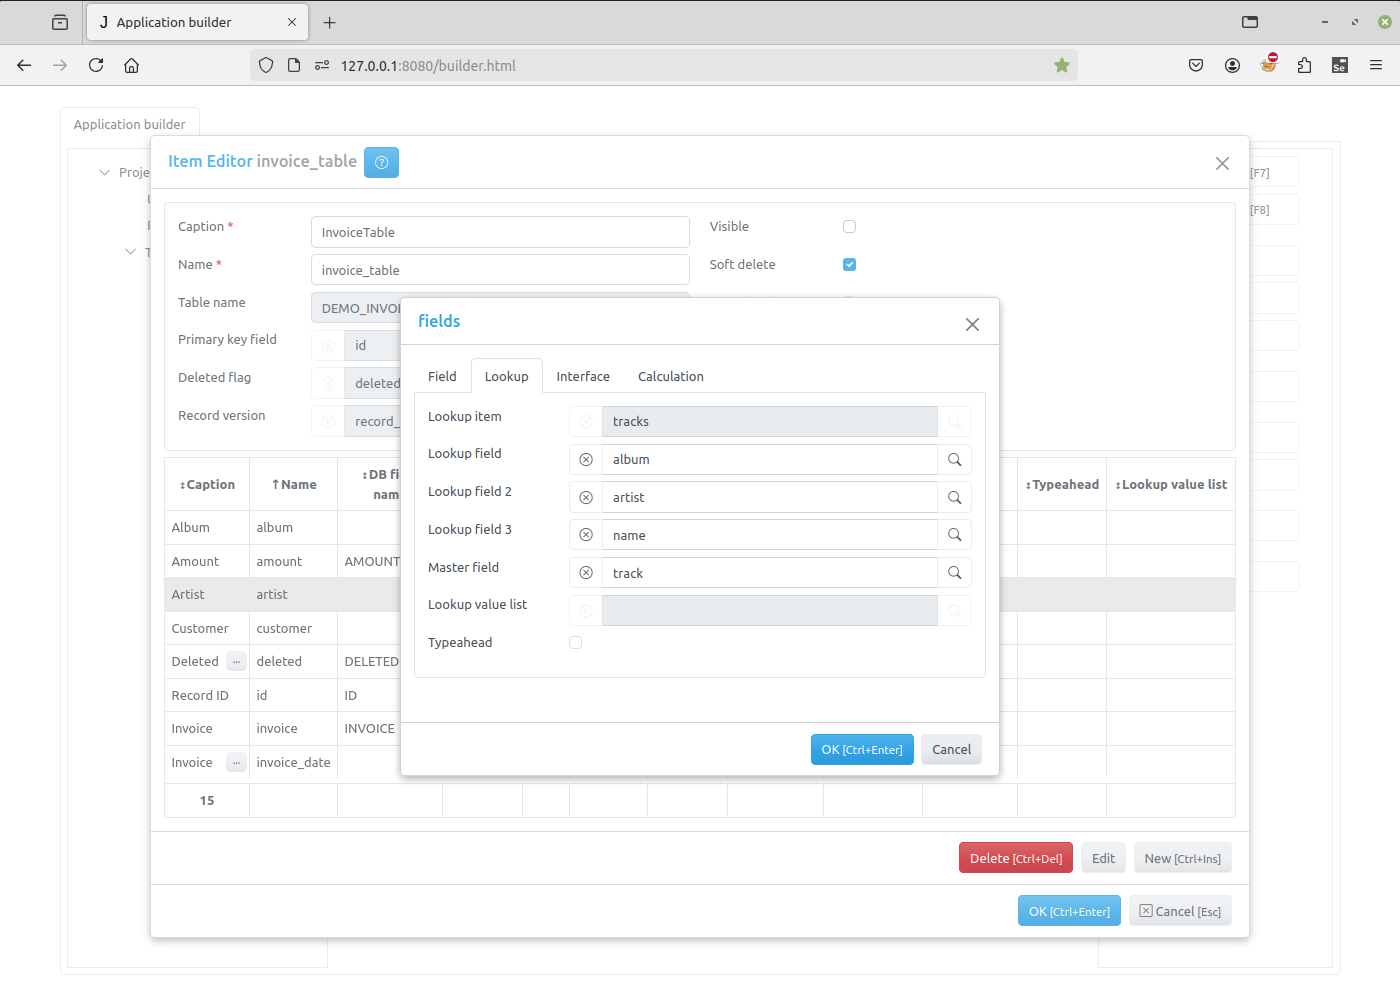 J Application builder
127.0.0.1:8080/builder.html
Application builder
Item Editor invoice_table
[F7]
[F8]
Caption *
InvoiceTable
Visible
Name *
invoice_table
Soft delete
Table name
Primary key field
id
Deleted flag
deleted
Record version
fields
Field
Lookup
Interface
Calculation
Lookup item
tracks
Lookup field
album
Lookup field 2
artist
Lookup field 3
name
Master field
track
Lookup value list
Typeahead
OK [Ctrl+Enter]
Cancel
↕Caption
↑Name
↕DB
↕Typeahead
↕Lookup value list
Album
album
Amount
amount
AMOUNT
Artist
artist
Customer
customer
Deleted ...
deleted
DELETED
Record ID
id
ID
Invoice
invoice
INVOICE
Invoice ...
invoice_date
15
Delete [Ctrl+Del]
Edit
New [Ctrl+Ins]
OK [Ctrl+Enter]
Cancel [Esc]